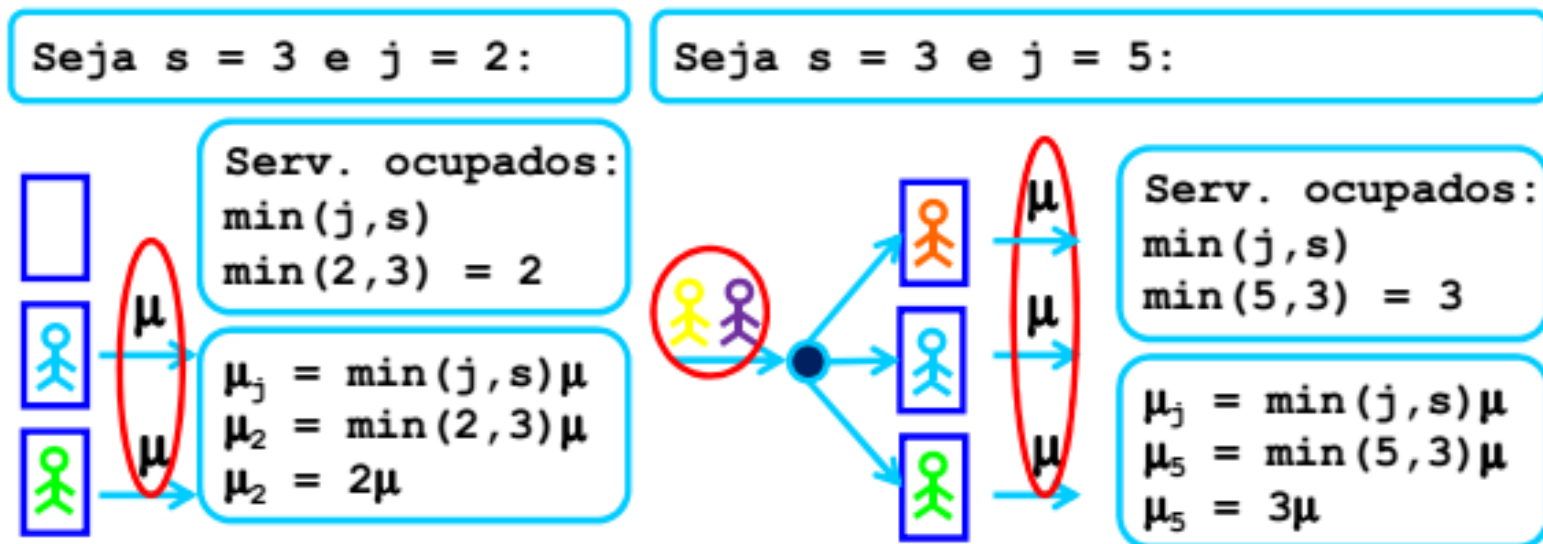 Seja s = 3 e j = 2:
Serv. ocupados:
min(j,s)
min(2,3) = 2
μ
μ
μⱼ = min(j,s)μ
μ₂ = min(2,3)μ
μ₂ = 2μ
Seja s = 3 e j = 5:
μ
μ
μ
Serv. ocupados:
min(j,s)
min(5,3) = 3
μⱼ = min(j,s)μ
μ₅ = min(5,3)μ
μ₅ = 3μ